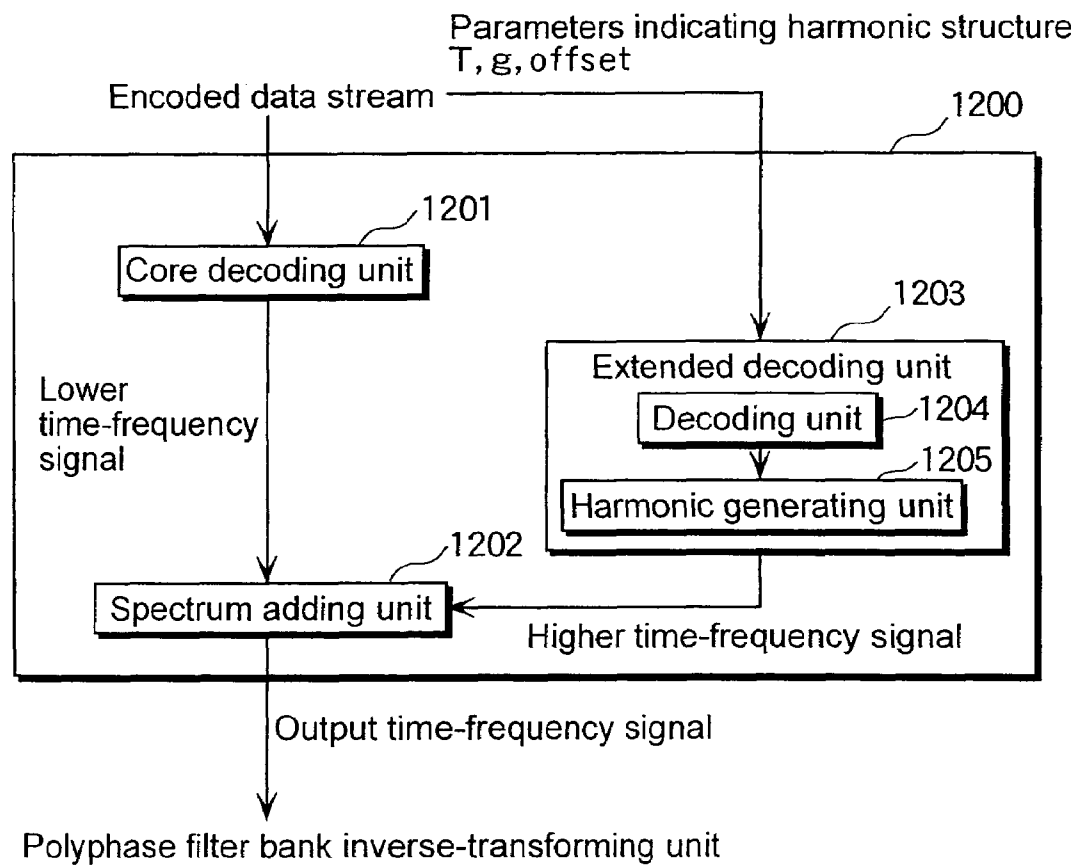 Parameters indicating harmonic structure
T, g, offset
Encoded data stream
1200
1201
Core decoding unit
1203
Extended decoding unit
Lower
time-frequency
signal
Decoding unit
1204
1205
Harmonic generating unit
1202
Spectrum adding unit
Higher time-frequency signal
Output time-frequency signal
Polyphase filter bank inverse-transforming unit